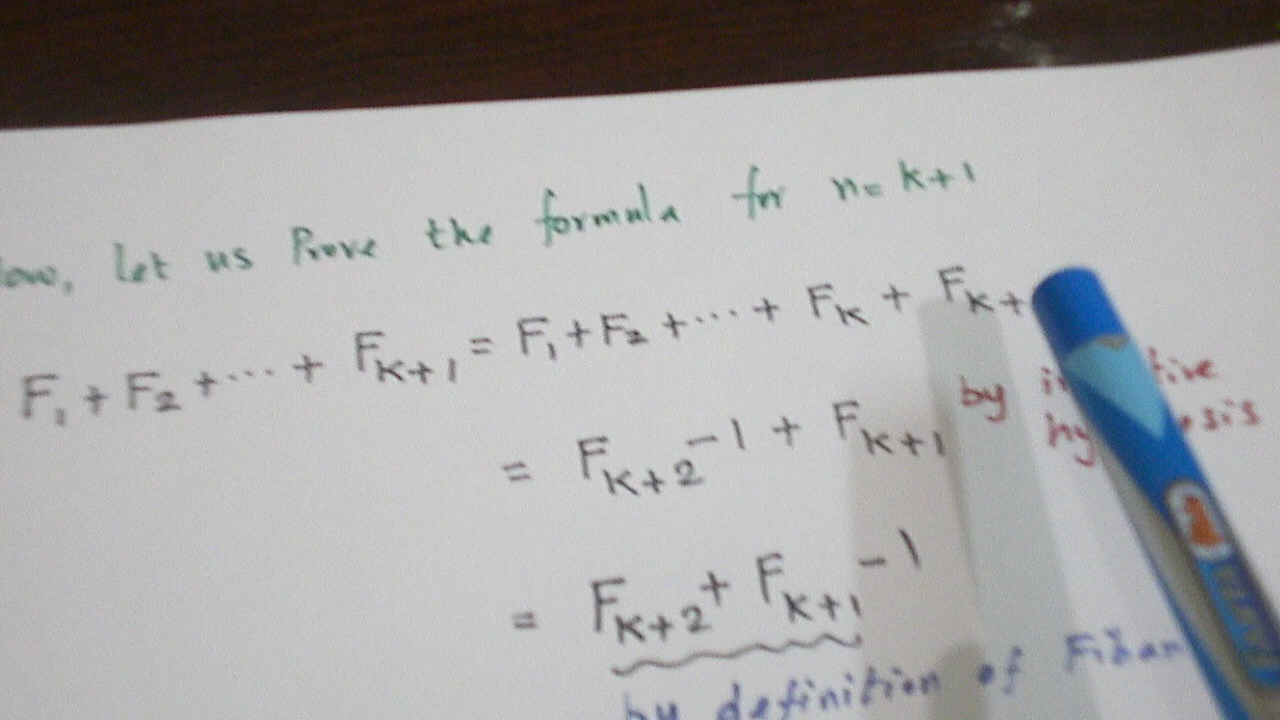 let us Prove the formula for n= k+1
F₁ + F₂ + ... + Fₖ₊₁ = F₁ + F₂ + ... + Fₖ + Fₖ₊
= Fₖ₊₂ -1 + Fₖ₊₁ by
= Fₖ₊₂ + Fₖ₊₁ -1
by definition of